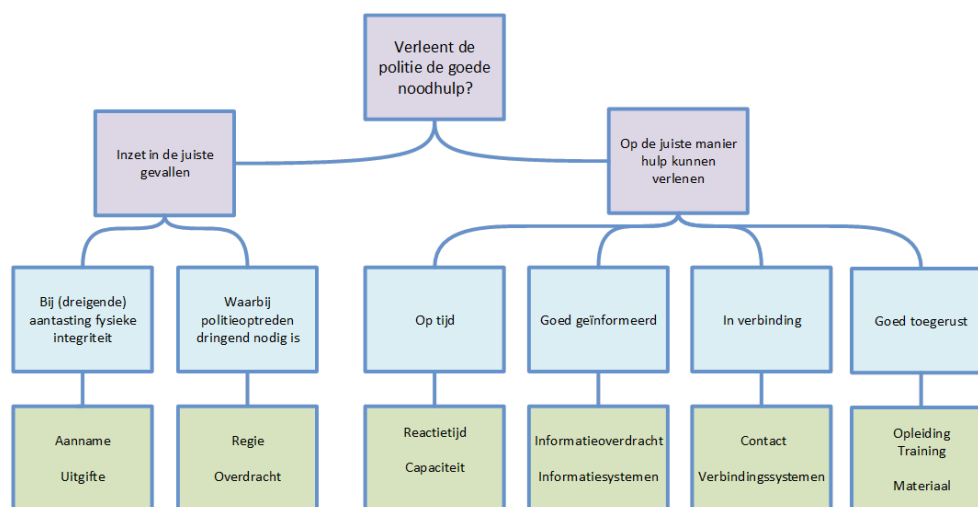 Verleent de
politie de goede
noodhulp?
Inzet in de juiste
gevallen
Op de juiste manier
hulp kunnen
verlenen
Bij (dreigende)
aantasting fysieke
integriteit
Waarbij
politieoptreden
dringend nodig is
Op tijd
Goed geïnformeerd
In verbinding
Goed toegerust
Aanname
Uitgifte
Regie
Overdracht
Reactietijd
Capaciteit
Informatieoverdracht
Informatiesystemen
Contact
Verbindingssystemen
Opleiding
Training
Materiaal